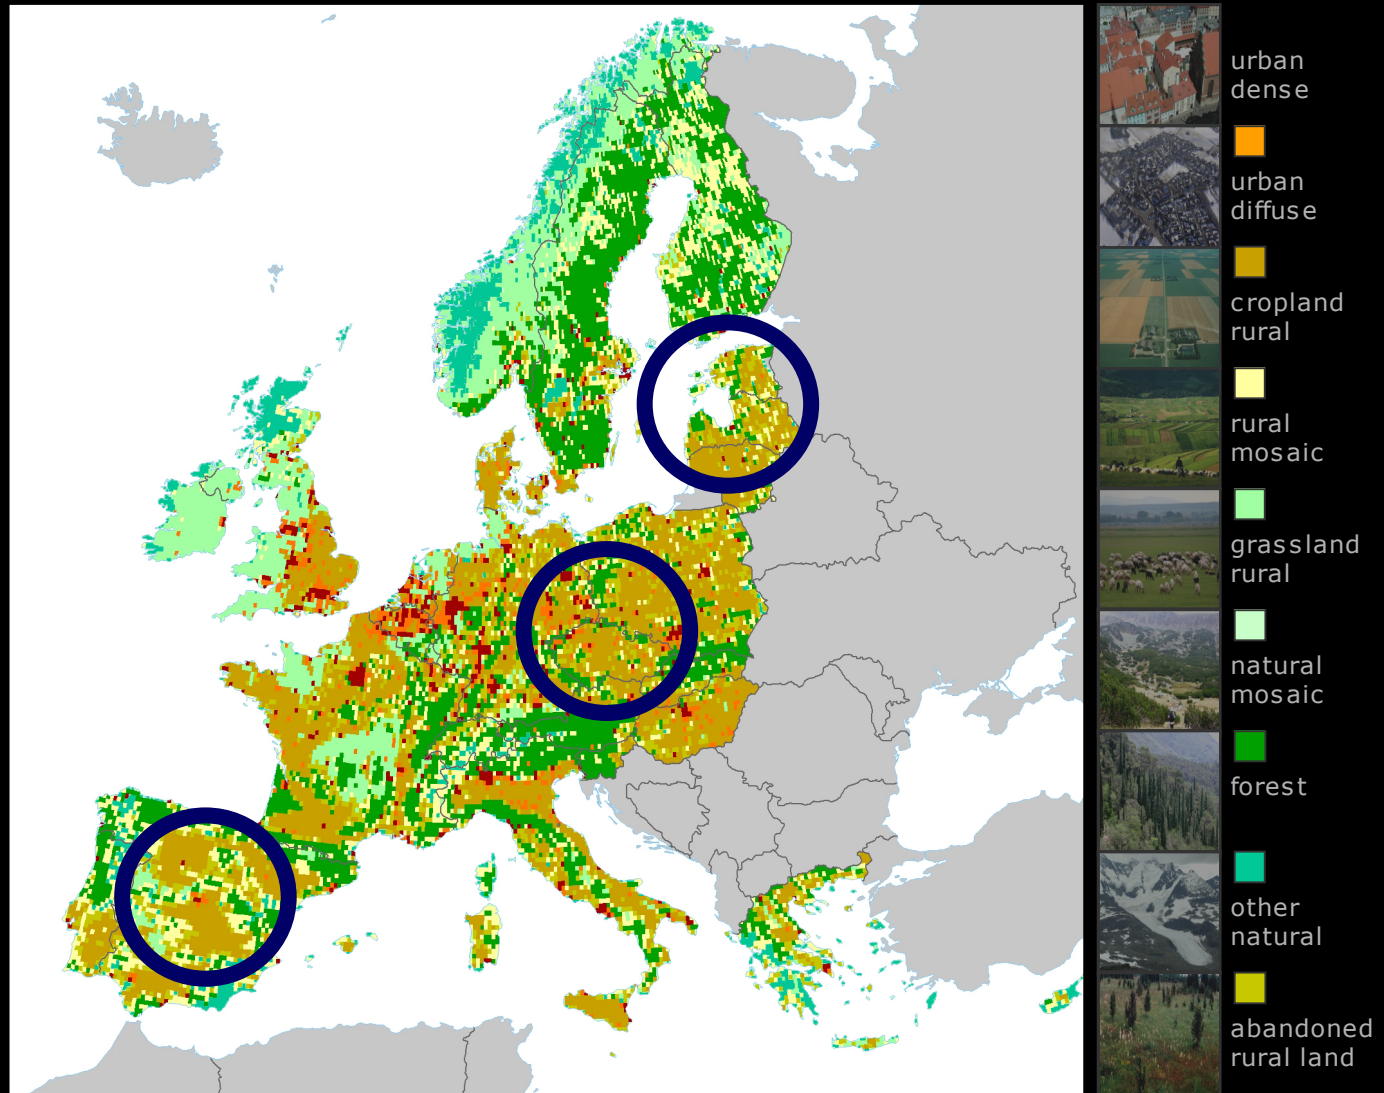 urban
dense
urban
diffuse
cropland
rural
rural
mosaic
grassland
rural
natural
mosaic
forest
other
natural
abandoned
rural land